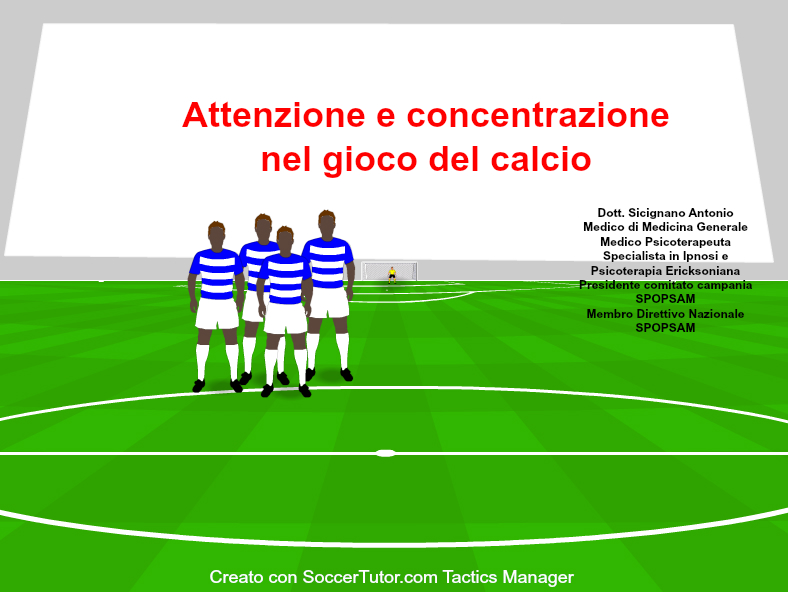 Attenzione e concentrazione
nel gioco del calcio
Dott. Sicignano Antonio
Medico di Medicina Generale
Medico Psicoterapeuta
Specialista in Ipnosi e
Psicoterapia Ericksoniana
Presidente comitato campania
SPOPSAM
Membro Direttivo Nazionale
SPOPSAM
Creato con SoccerTutor.com Tactics Manager